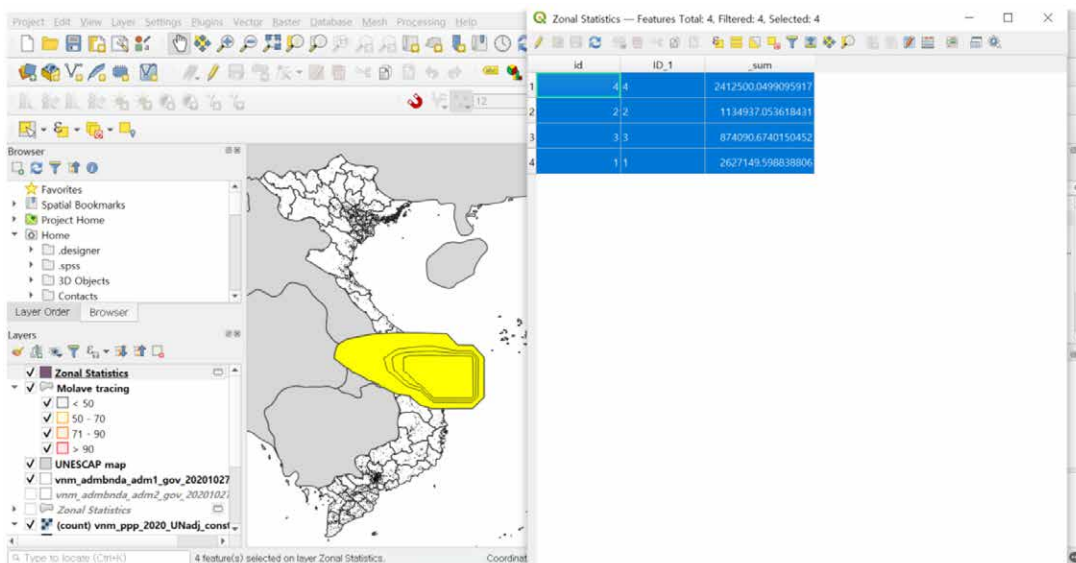 Project Edit View Layer Settings Plugins Vector Raster Database Mesh Processing Help
12
Browser
Favorites
Spatial Bookmarks
Project Home
Home
.designer
.spss
3D Objects
Contacts
Layer Order Browser
Layers
Zonal Statistics
Molave tracing
< 50
50 - 70
71 - 90
> 90
UNESCAP map
vnm_admbnda_adm1_gov_20201027
vnm_admbnda_adm2_gov_20201027
Zonal Statistics
(count) vnm_ppp_2020_UNadj_const
Type to locate (Ctrl+K) 4 feature(s) selected on layer Zonal Statistics. Coordinat
Zonal Statistics — Features Total: 4, Filtered: 4, Selected: 4
id ID_1 _sum
1 4 4 2412500.0499095917
2 2 2 1134937.053618431
3 3 3 874090.6740150452
4 1 1 2627149.598838806